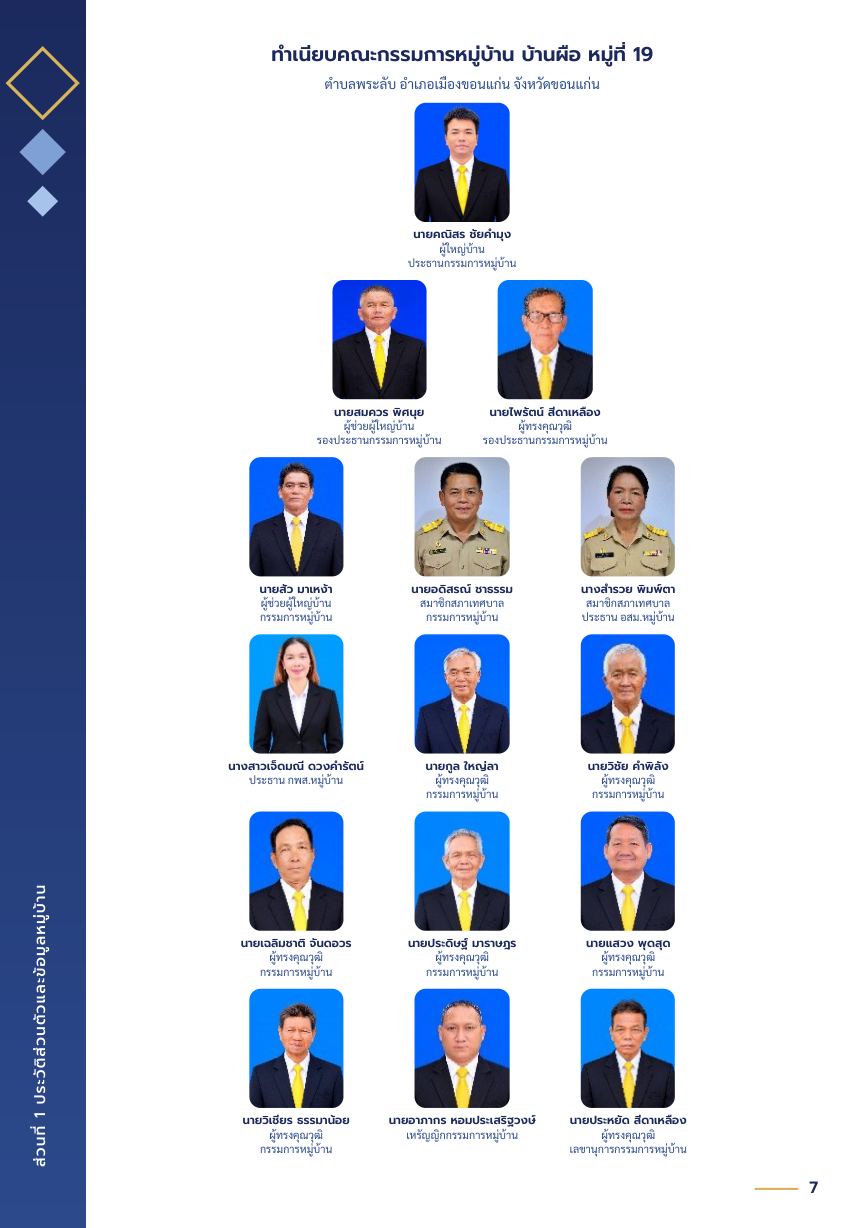 ทำเนียบคณะกรรมการหมู่บ้าน บ้านผือ หมู่ที่ 19
ตำบลพระลับ อำเภอเมืองขอนแก่น จังหวัดขอนแก่น
นายคณิสร ชัยคำมุง
ผู้ใหญ่บ้าน
ประธานกรรมการหมู่บ้าน
นายสมควร พิศนุย
ผู้ช่วยผู้ใหญ่บ้าน
รองประธานกรรมการหมู่บ้าน
นายไพรัตน์ สีดาเหลือง
ผู้ทรงคุณวุฒิ
รองประธานกรรมการหมู่บ้าน
นายสัว มาเหง้า
ผู้ช่วยผู้ใหญ่บ้าน
กรรมการหมู่บ้าน
นายอดิสรณ์ ชาธรรม
สมาชิกสภาเทศบาล
กรรมการหมู่บ้าน
นางสำรวย พิมพ์ตา
สมาชิกสภาเทศบาล
ประธาน อสม.หมู่บ้าน
นางสาวเจ็ดมณี ดวงคำรัตน์
ประธาน กพส.หมู่บ้าน
นายทูล ใหญ่ลา
ผู้ทรงคุณวุฒิ
กรรมการหมู่บ้าน
นายวิชัย คำพิลัง
ผู้ทรงคุณวุฒิ
กรรมการหมู่บ้าน
นายเฉลิมชาติ จันดอวร
ผู้ทรงคุณวุฒิ
กรรมการหมู่บ้าน
นายประดิษฐ์ มาราษฎร
ผู้ทรงคุณวุฒิ
กรรมการหมู่บ้าน
นายแสวง พุดสุด
ผู้ทรงคุณวุฒิ
กรรมการหมู่บ้าน
นายวิเชียร ธรรมาน้อย
ผู้ทรงคุณวุฒิ
กรรมการหมู่บ้าน
นายอาภากร หอมประเสริฐวงษ์
เหรัญญิกกรรมการหมู่บ้าน
นายประหยัด สีดาเหลือง
ผู้ทรงคุณวุฒิ
เลขานุการกรรมการหมู่บ้าน
ส่วนที่ 1 ประวัติส่วนตัวและข้อมูลหมู่บ้าน
7